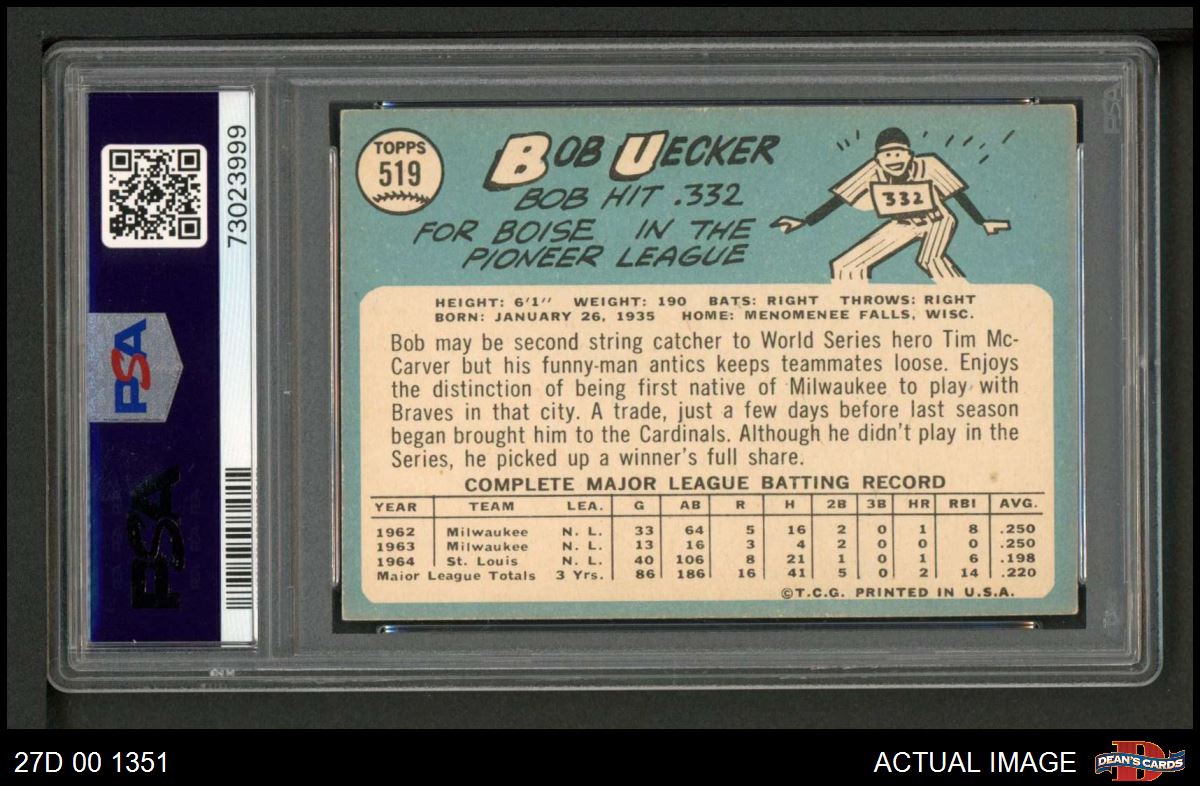 73023999
PSA
PSA
TOPPS
519
BOB UECKER
BOB HIT .332
FOR BOISE IN THE
PIONEER LEAGUE
332
HEIGHT: 6'1" WEIGHT: 190 BATS: RIGHT THROWS: RIGHT
BORN: JANUARY 26, 1935 HOME: MENOMENEE FALLS, WISC.
Bob may be second string catcher to World Series hero Tim Mc-
Carver but his funny-man antics keeps teammates loose. Enjoys
the distinction of being first native of Milwaukee to play with
Braves in that city. A trade, just a few days before last season
began brought him to the Cardinals. Although he didn't play in the
Series, he picked up a winner's full share.
COMPLETE MAJOR LEAGUE BATTING RECORD
YEAR TEAM LEA. G AB R H 2B 3B HR RBI AVG.
1962 Milwaukee N. L. 33 64 5 16 2 0 1 8 .250
1963 Milwaukee N. L. 13 16 3 4 2 0 0 0 .250
1964 St. Louis N. L. 40 106 8 21 1 0 1 6 .198
Major League Totals 3 Yrs. 86 186 16 41 5 0 2 14 .220
©T.C.G. PRINTED IN U.S.A.
27D 00 1351
ACTUAL IMAGE
D
DEAN'S CARDS